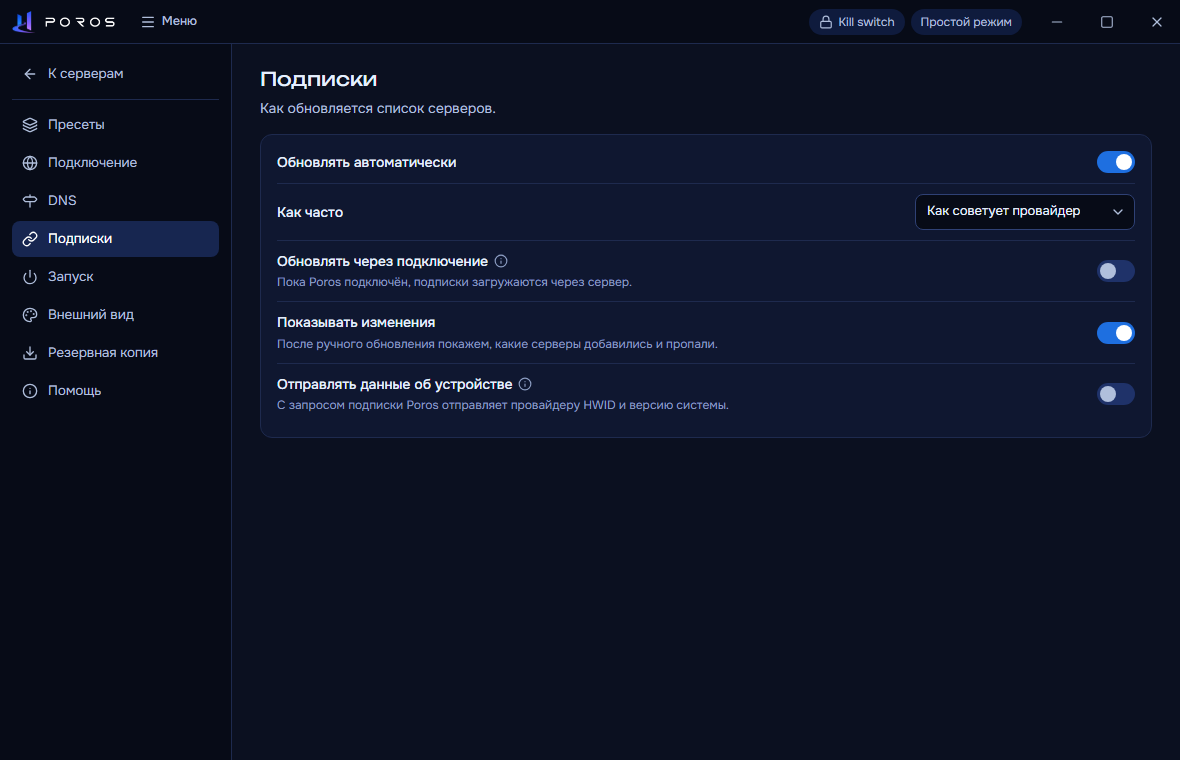 POROS
Меню
Kill switch
Простой режим
К серверам
Пресеты
Подключение
DNS
Подписки
Запуск
Внешний вид
Резервная копия
Помощь
Подписки
Как обновляется список серверов.
Обновлять автоматически
Как часто
Как советует провайдер
Обновлять через подключение
Пока Poros подключён, подписки загружаются через сервер.
Показывать изменения
После ручного обновления покажем, какие серверы добавились и пропали.
Отправлять данные об устройстве
С запросом подписки Poros отправляет провайдеру HWID и версию системы.